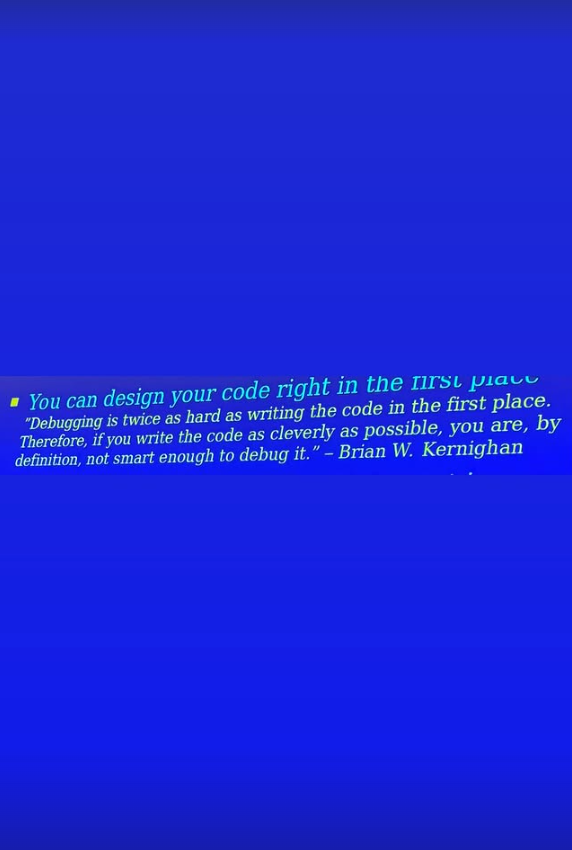 ▪ You can design your code right in the first place
"Debugging is twice as hard as writing the code in the first place.
Therefore, if you write the code as cleverly as possible, you are, by
definition, not smart enough to debug it.” – Brian W. Kernighan